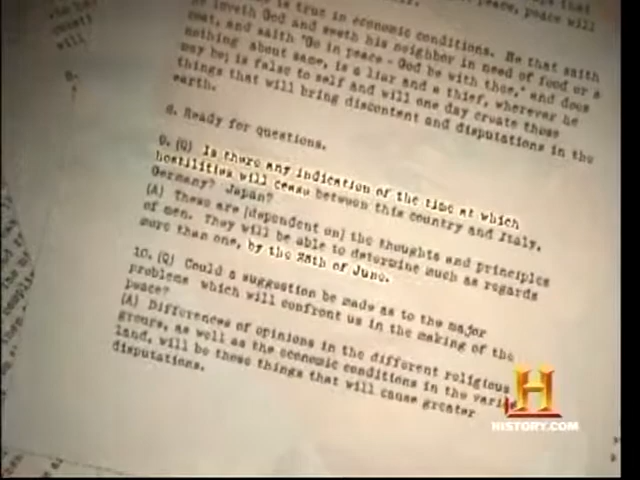 is true in economic conditions. He that saith
he loveth God and seeth his neighbor in need of food or a
coat, and saith "Go in peace - God be with thee," and does
nothing about same, is a liar and a thief, wherever he
may be; is false to self and will one day create those
things that will bring discontent and disputations in the
earth.
8. Ready for questions.
9. (Q) Is there any indication of the time at which
hostilities will cease between this country and Italy,
Germany? Japan?
(A) These are [dependent on] the thoughts and principles
of men. They will be able to determine much as regards
more than one, by the 25th of June.
10. (Q) Could a suggestion be made as to the major
problems which will confront us in the making of the
peace?
(A) Differences of opinions in the different religious
groups, as well as the economic conditions in the
land, will be those things that will cause greater
disputations.
will
8.
H
HISTORY.COM